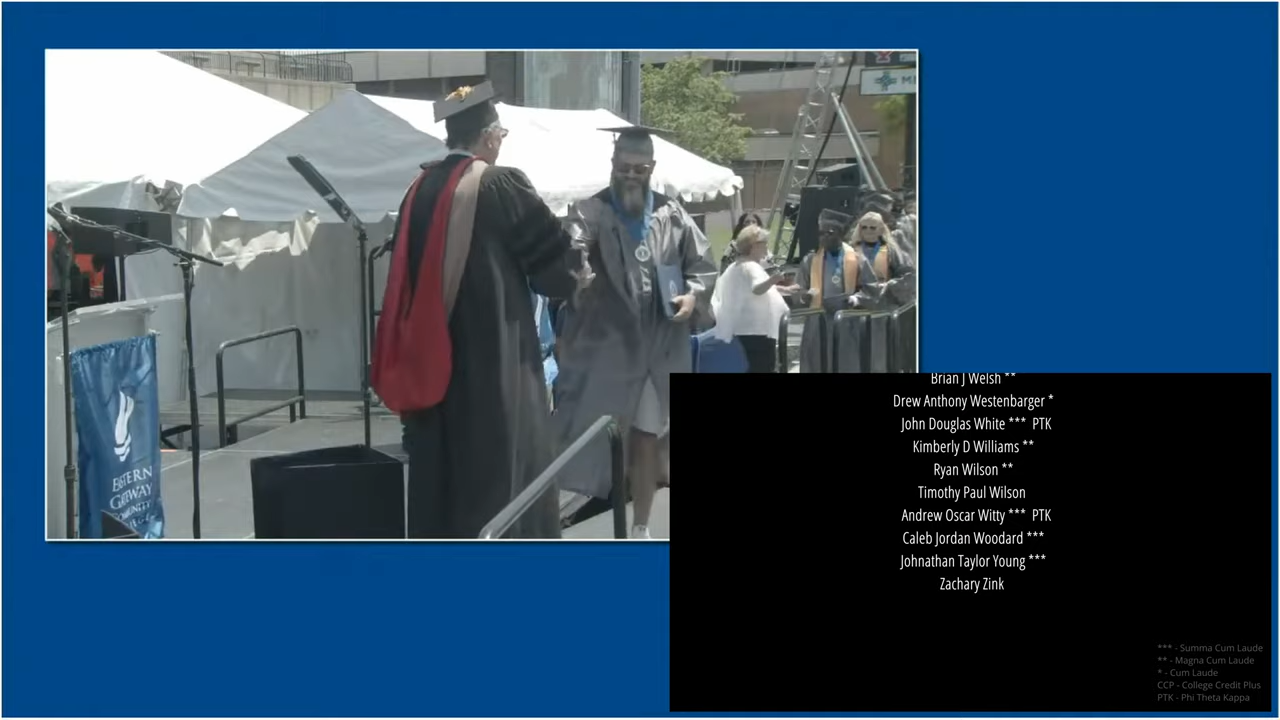 EASTERN
GATEWAY
COMMUNITY
Brian J Welsh **
Drew Anthony Westenbarger *
John Douglas White *** PTK
Kimberly D Williams **
Ryan Wilson **
Timothy Paul Wilson
Andrew Oscar Witty *** PTK
Caleb Jordan Woodard ***
Johnathan Taylor Young ***
Zachary Zink
*** - Summa Cum Laude
** - Magna Cum Laude
* - Cum Laude
CCP - College Credit Plus
PTK - Phi Theta Kappa